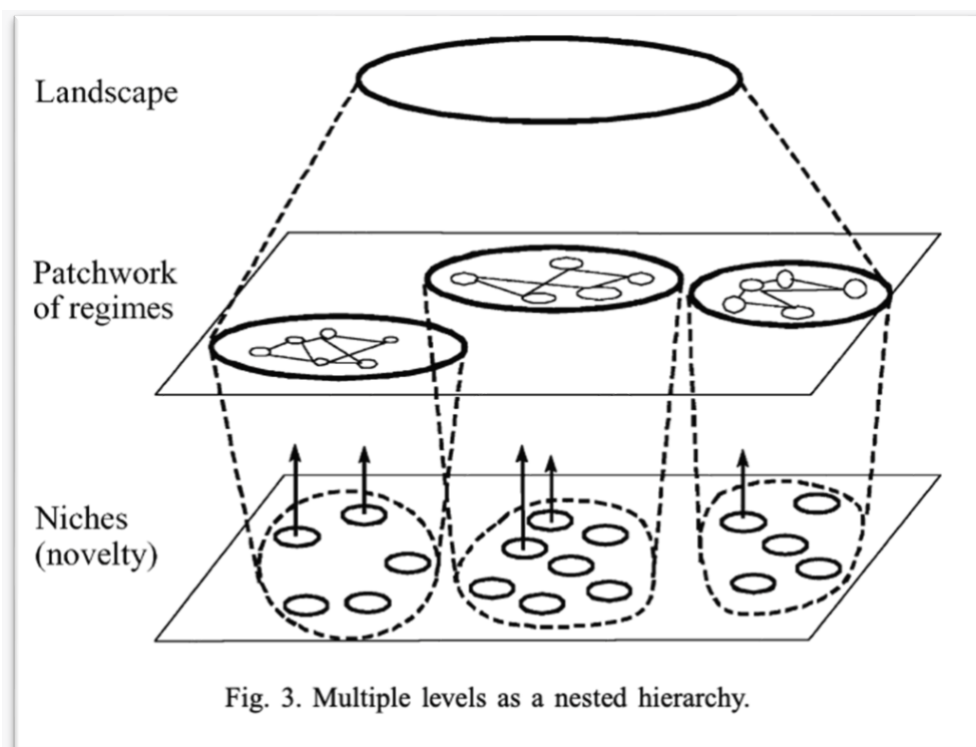 Landscape
Patchwork
of regimes
Niches
(novelty)
Fig. 3. Multiple levels as a nested hierarchy.